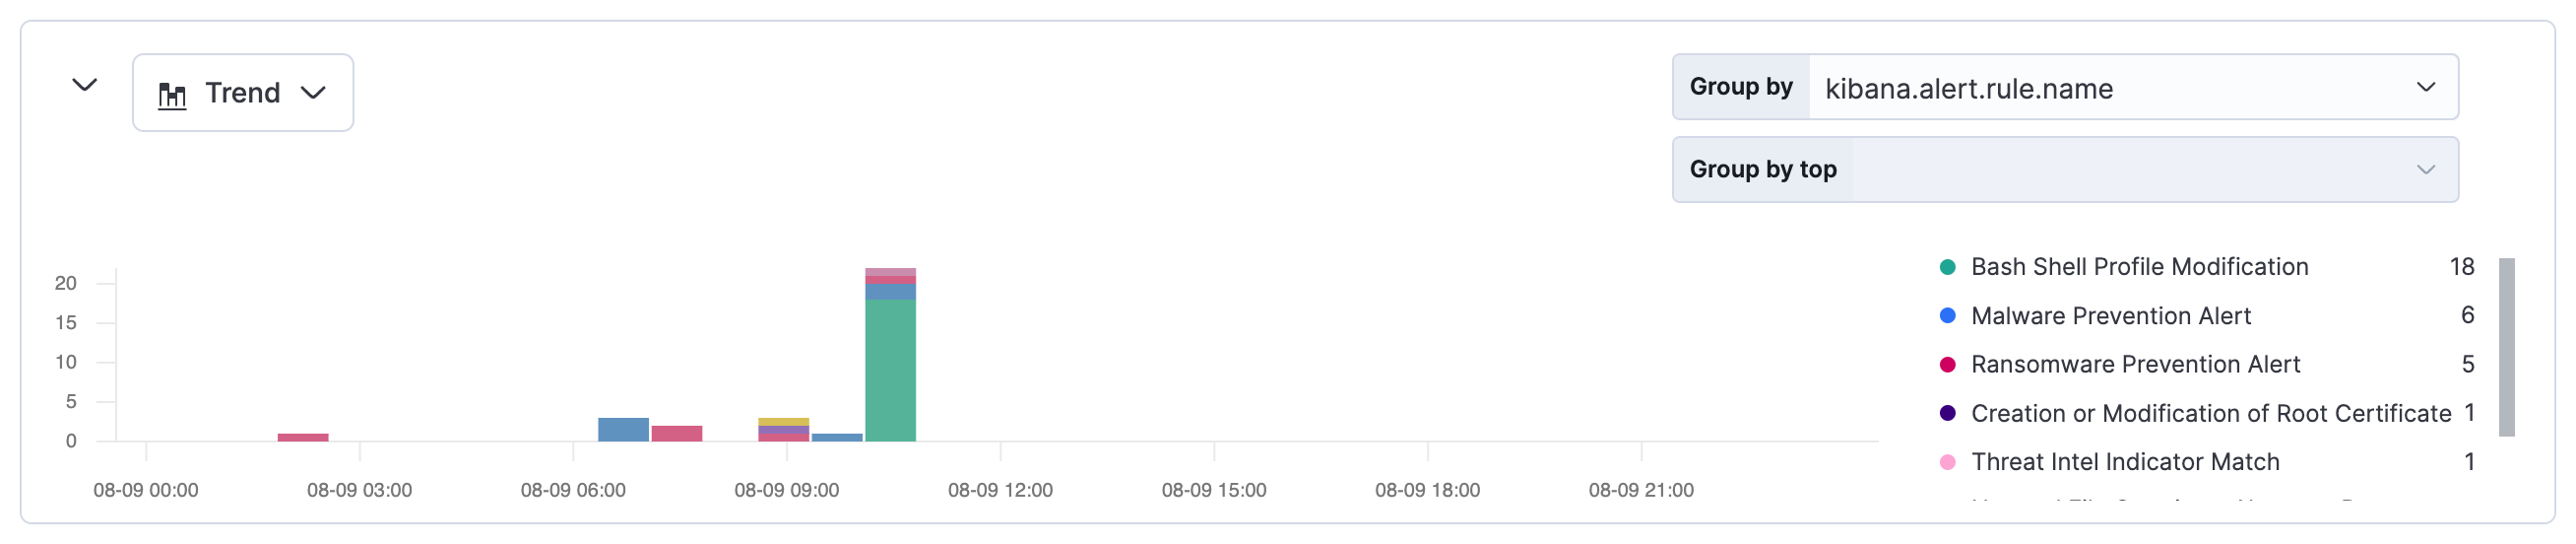 Trend
Group by kibana.alert.rule.name
Group by top
20
15
10
5
0
08-09 00:00 08-09 03:00 08-09 06:00 08-09 09:00 08-09 12:00 08-09 15:00 08-09 18:00 08-09 21:00
Bash Shell Profile Modification 18
Malware Prevention Alert 6
Ransomware Prevention Alert 5
Creation or Modification of Root Certificate 1
Threat Intel Indicator Match 1